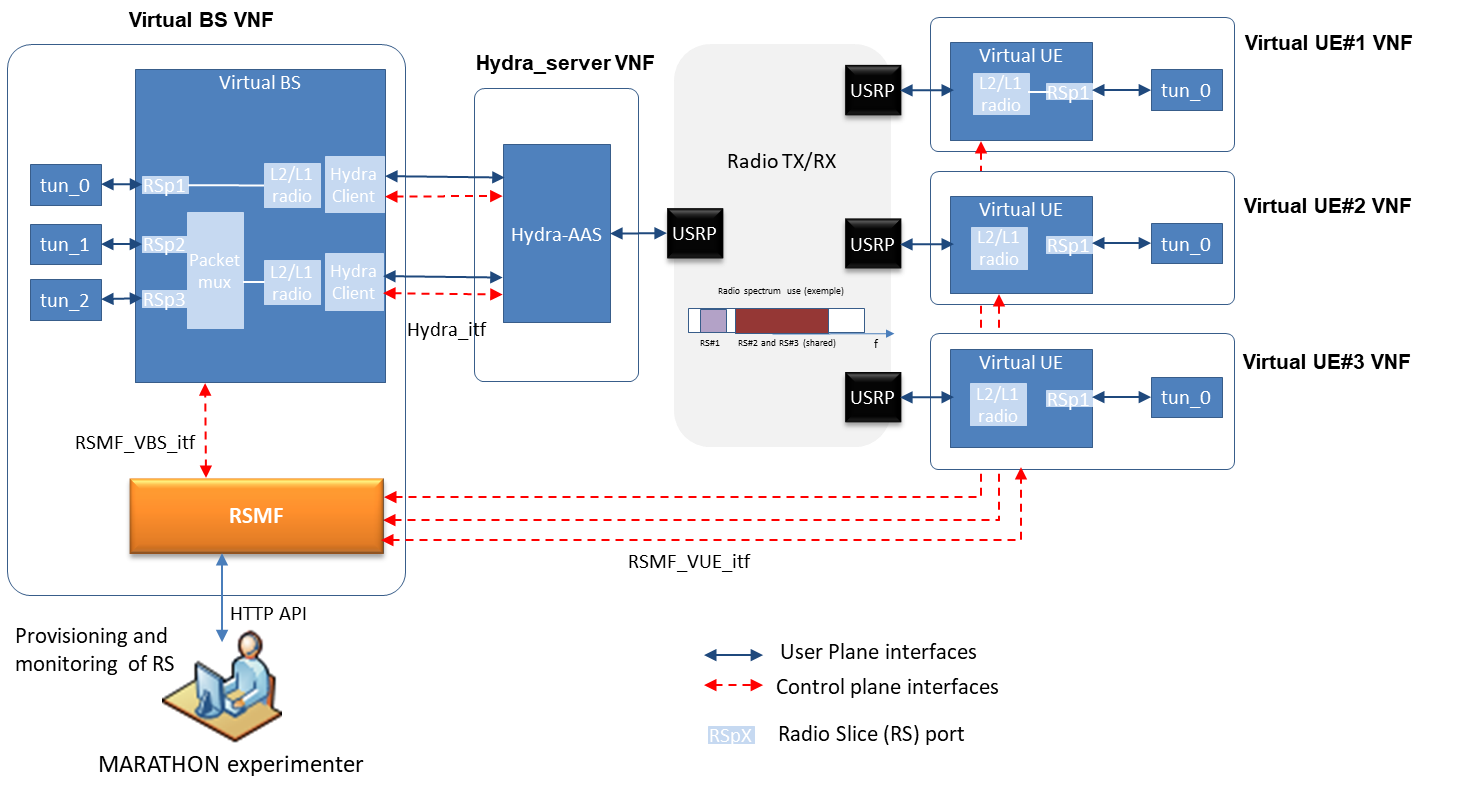 Virtual BS VNF
Virtual BS
tun_0
RSp1
L2/L1
radio
Hydra
Client
tun_1
RSp2
Packet
mux
tun_2
RSp3
L2/L1
radio
Hydra
Client
Hydra_itf
RSMF_VBS_itf
RSMF
HTTP API
Provisioning and
monitoring of RS
MARATHON experimenter
Hydra_server VNF
Hydra-AAS
Radio TX/RX
USRP
USRP
USRP
USRP
Radio spectrum use (exemple)
RS#1
RS#2 and RS#3 (shared)
f
Virtual UE#1 VNF
Virtual UE
L2/L1
radio
RSp1
tun_0
Virtual UE#2 VNF
Virtual UE
L2/L1
radio
RSp1
tun_0
Virtual UE#3 VNF
Virtual UE
L2/L1
radio
RSp1
tun_0
RSMF_VUE_itf
User Plane interfaces
Control plane interfaces
RSpX
Radio Slice (RS) port